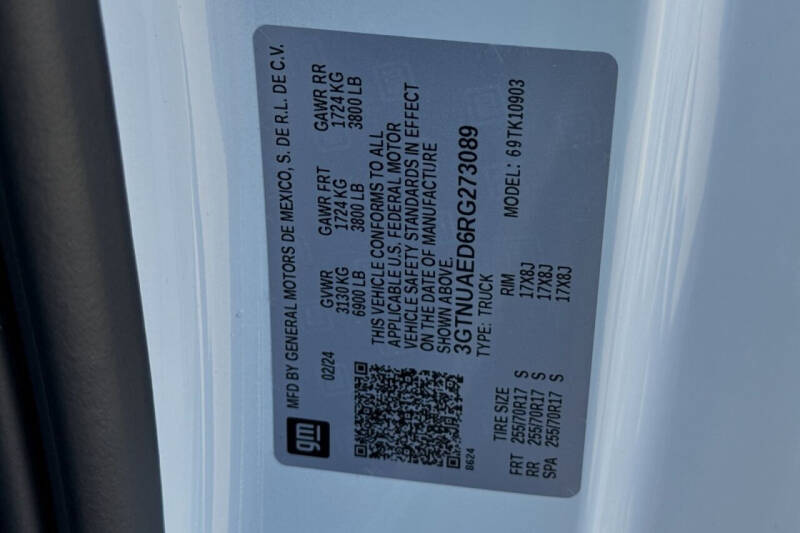 gm
MFD BY GENERAL MOTORS DE MEXICO, S. DE R.L. DE C.V.
02/24
GVWR GAWR FRT GAWR RR
3130 KG 1724 KG 1724 KG
6900 LB 3800 LB 3800 LB
THIS VEHICLE CONFORMS TO ALL
APPLICABLE U.S. FEDERAL MOTOR
VEHICLE SAFETY STANDARDS IN EFFECT
ON THE DATE OF MANUFACTURE
SHOWN ABOVE.
3GTNUAED6RG273089
8624
TYPE: TRUCK MODEL: 69TK10903
TIRE SIZE RIM
FRT 255/70R17 S 17X8J
RR 255/70R17 S 17X8J
SPA 255/70R17 S 17X8J